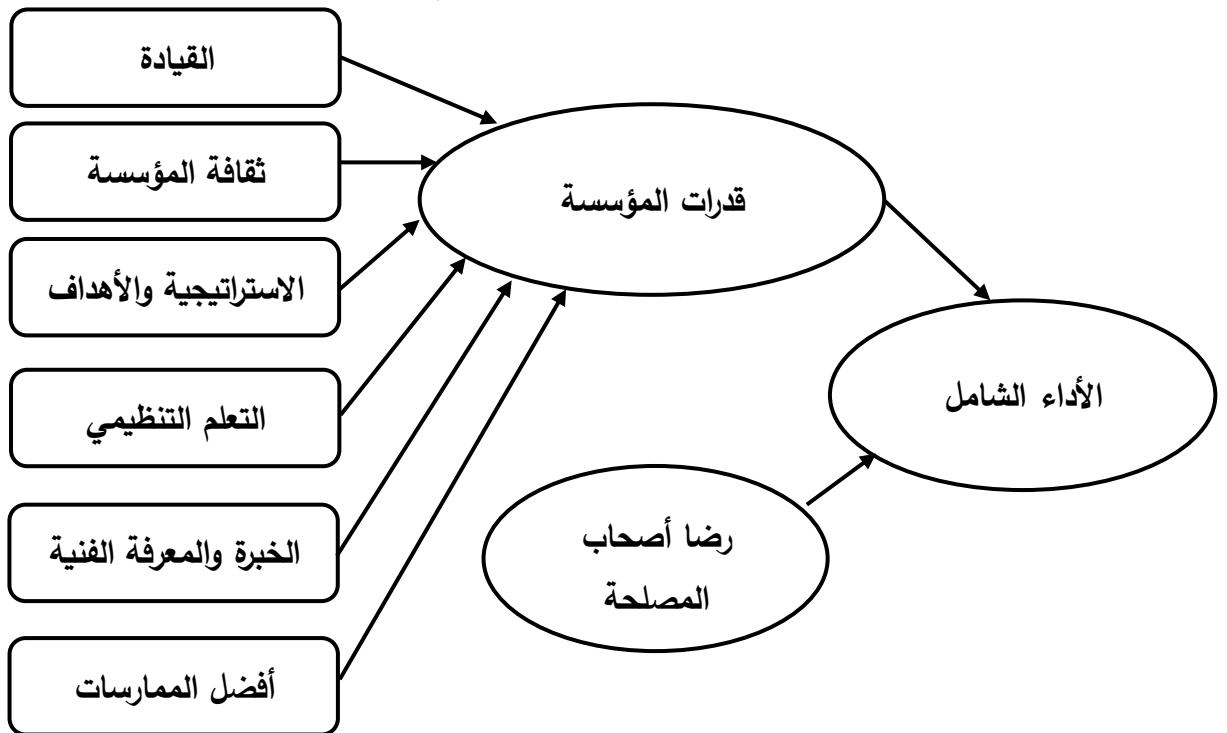 القيادة
ثقافة المؤسسة
الاستراتيجية والأهداف
التعلم التنظيمي
الخبرة والمعرفة الفنية
أفضل الممارسات
قدرات المؤسسة
رضا أصحاب
المصلحة
الأداء الشامل